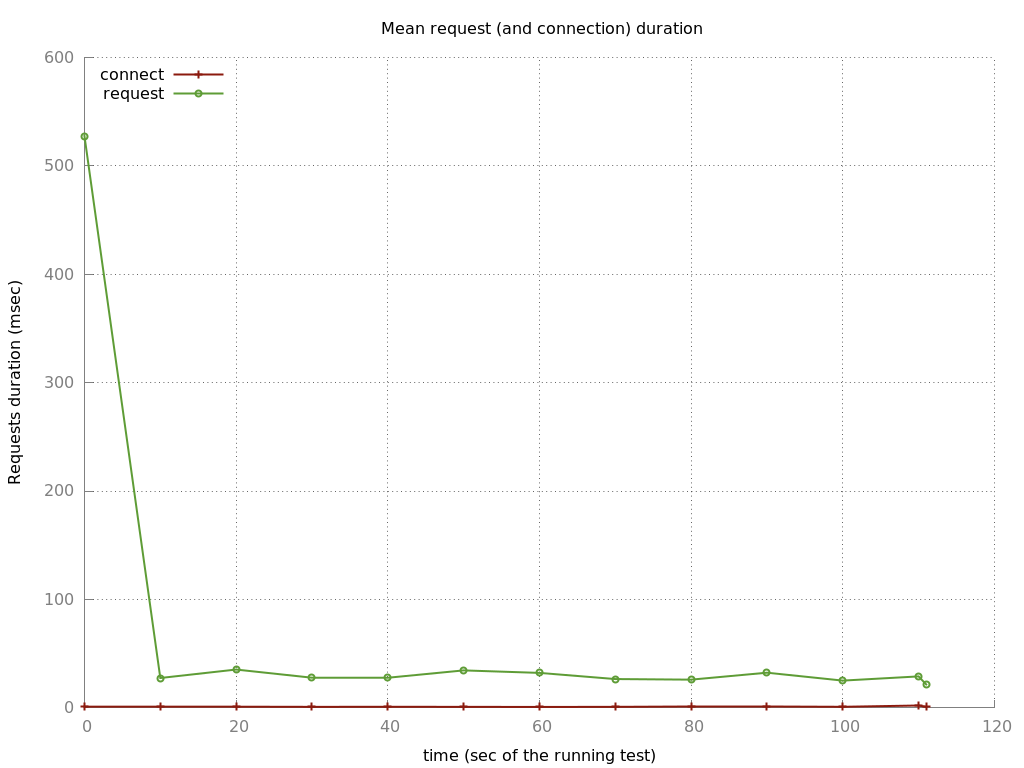 Mean request (and connection) duration
600
connect
request
500
400
300
200
100
0
Requests duration (msec)
0 20 40 60 80 100 120
time (sec of the running test)